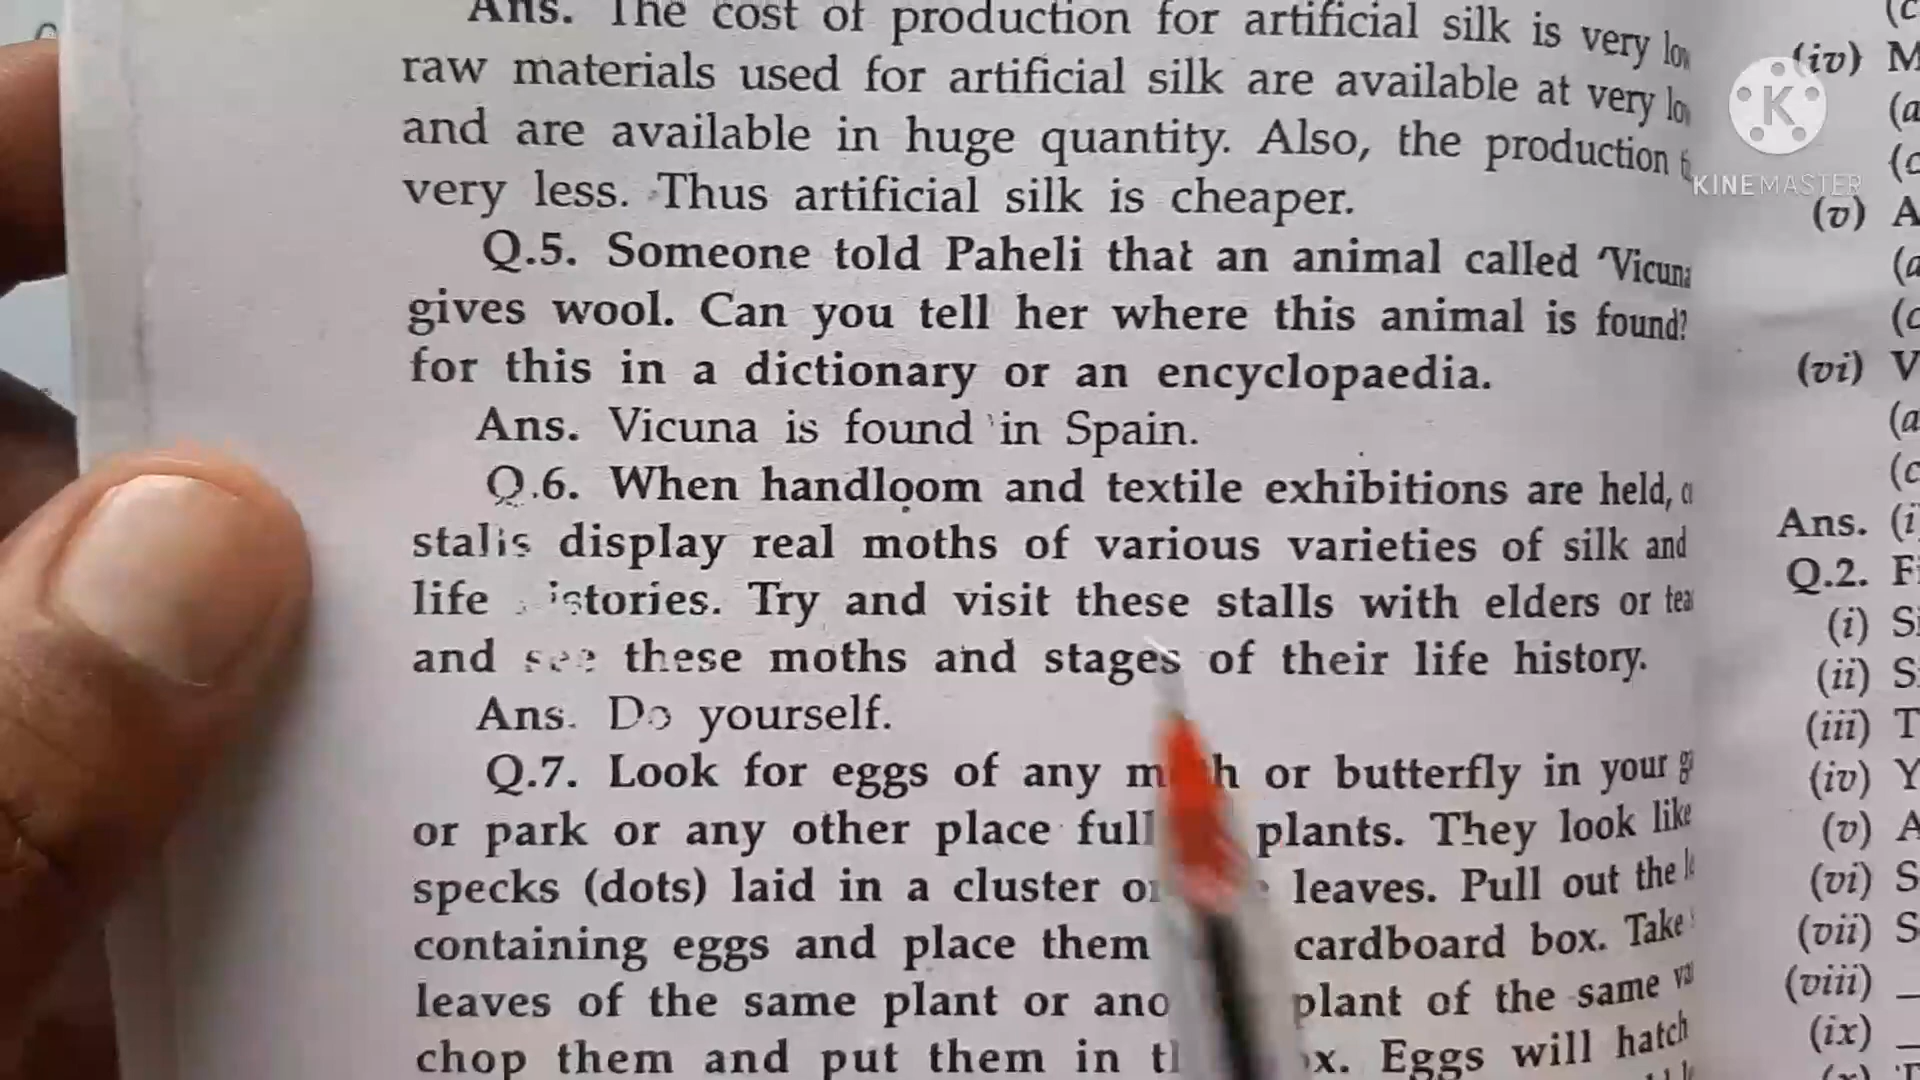 Ans. The cost of production for artificial silk is very
raw materials used for artificial silk are available at very
and are available in huge quantity. Also, the production
very less. Thus artificial silk is cheaper.
Q.5. Someone told Paheli that an animal called 'Vicuna
gives wool. Can you tell her where this animal is found?
for this in a dictionary or an encyclopaedia.
Ans. Vicuna is found in Spain.
Q.6. When handloom and textile exhibitions are held,
stalls display real moths of various varieties of silk and
life stories. Try and visit these stalls with elders or
and see these moths and stages of their life history.
Ans. Do yourself.
Q.7. Look for eggs of any or butterfly in your
or park or any other place full plants. They look like
specks (dots) laid in a cluster leaves. Pull out the
containing eggs and place them cardboard box. Take
leaves of the same plant or plant of the same
chop them and put them in Eggs will hatch
(iv)
(v) A
(vi)
Ans.
Q.2.
(i)
(ii)
(iii)
(iv)
(v)
(vi)
(vii)
(viii)
(ix)
K
KINEMASTER